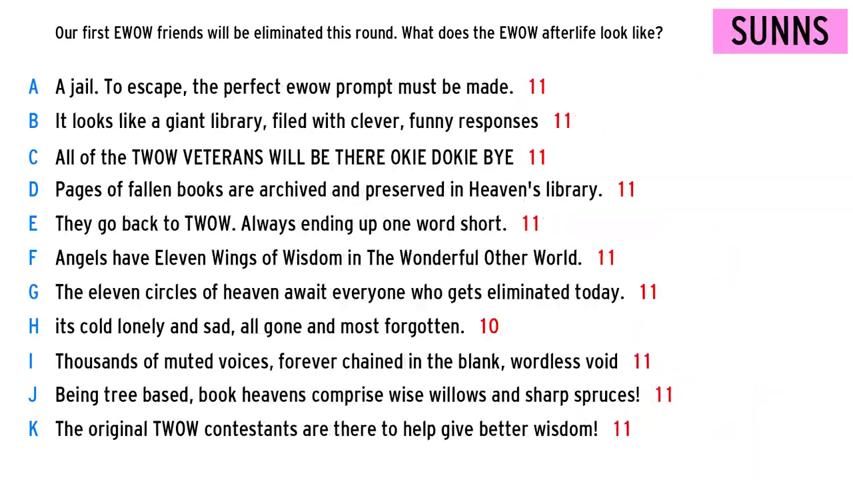 Our first EWOW friends will be eliminated this round. What does the EWOW afterlife look like?
SUNNS
A A jail. To escape, the perfect ewow prompt must be made. 11
B It looks like a giant library, filed with clever, funny responses 11
C All of the TWOW VETERANS WILL BE THERE OKIE DOKIE BYE 11
D Pages of fallen books are archived and preserved in Heaven's library. 11
E They go back to TWOW. Always ending up one word short. 11
F Angels have Eleven Wings of Wisdom in The Wonderful Other World. 11
G The eleven circles of heaven await everyone who gets eliminated today. 11
H its cold lonely and sad, all gone and most forgotten. 10
I Thousands of muted voices, forever chained in the blank, wordless void 11
J Being tree based, book heavens comprise wise willows and sharp spruces! 11
K The original TWOW contestants are there to help give better wisdom! 11